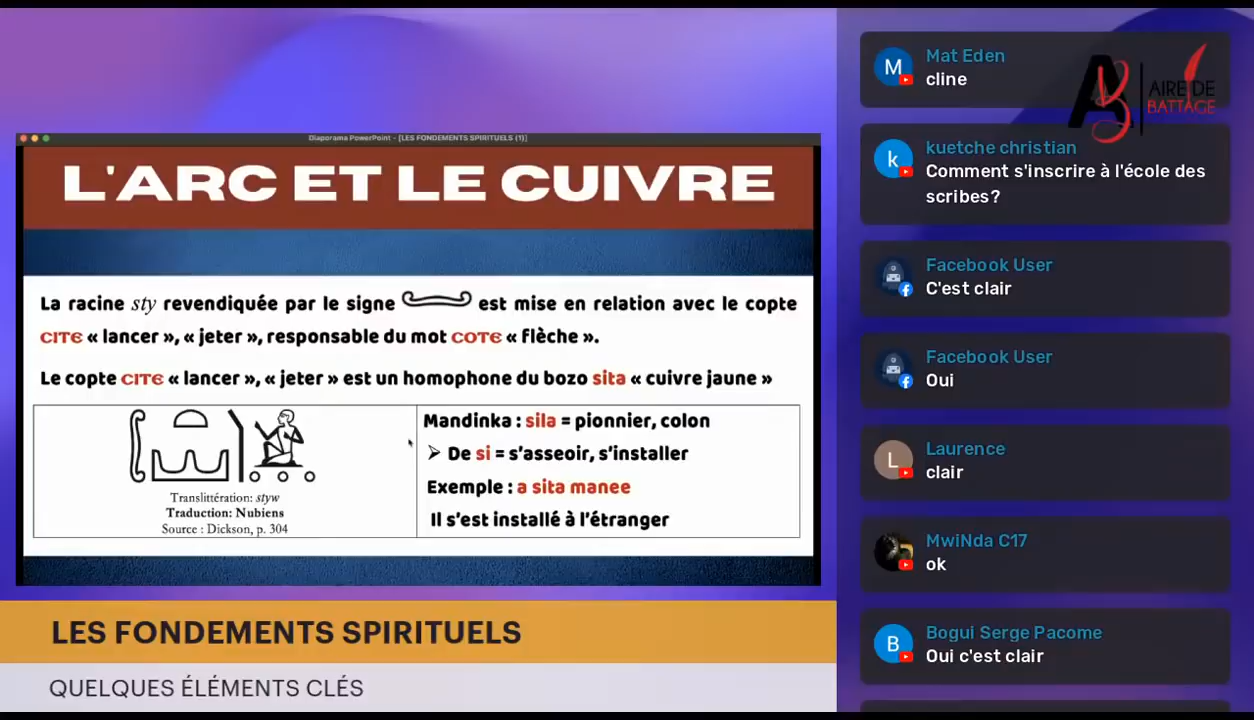 Diaporama PowerPoint - [LES FONDEMENTS SPIRITUELS (1)]
L'ARC ET LE CUIVRE
La racine sty revendiquée par le signe est mise en relation avec le copte
ⲤⲒⲦⲈ « lancer », « jeter », responsable du mot ⲤⲞⲦⲈ « flèche ».
Le copte ⲤⲒⲦⲈ « lancer », « jeter » est un homophone du bozo sita « cuivre jaune »
Translittération: styw
Traduction: Nubiens
Source : Dickson, p. 304
Mandinka : sila = pionnier, colon
➢ De si = s'asseoir, s'installer
Exemple : a sita manee
Il s'est installé à l'étranger
LES FONDEMENTS SPIRITUELS
QUELQUES ÉLÉMENTS CLÉS
AIRE DE
BATTAGE
M
Mat Eden
cline
k
kuetche christian
Comment s'inscrire à l'école des
scribes?
Facebook User
C'est clair
Facebook User
Oui
L
Laurence
clair
MwiNda C17
ok
B
Bogui Serge Pacome
Oui c'est clair